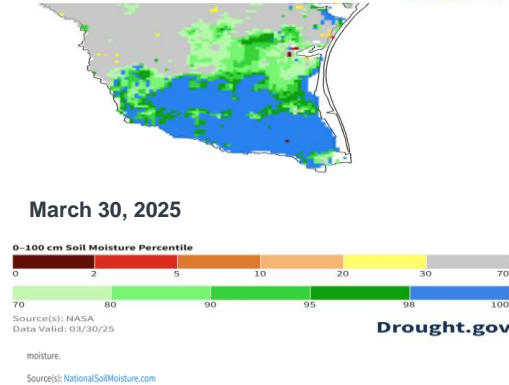 March 30, 2025
0–100 cm Soil Moisture Percentile
0 2 5 10 20 30 70
70 80 90 95 98 100
Source(s): NASA
Data Valid: 03/30/25
Drought.gov
moisture.
Source(s): NationalSoilMoisture.com